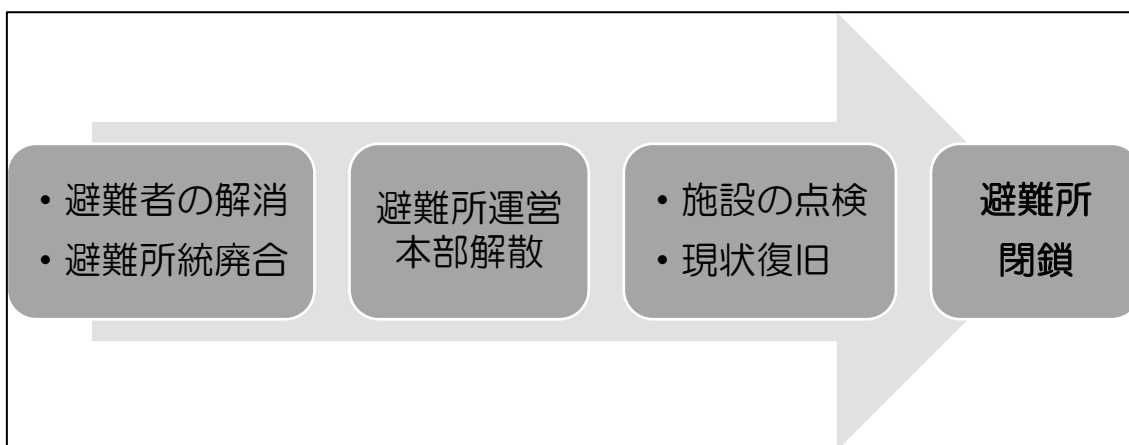 ・避難者の解消
・避難所統廃合
避難所運営
本部解散
・施設の点検
・現状復旧
避難所
閉鎖